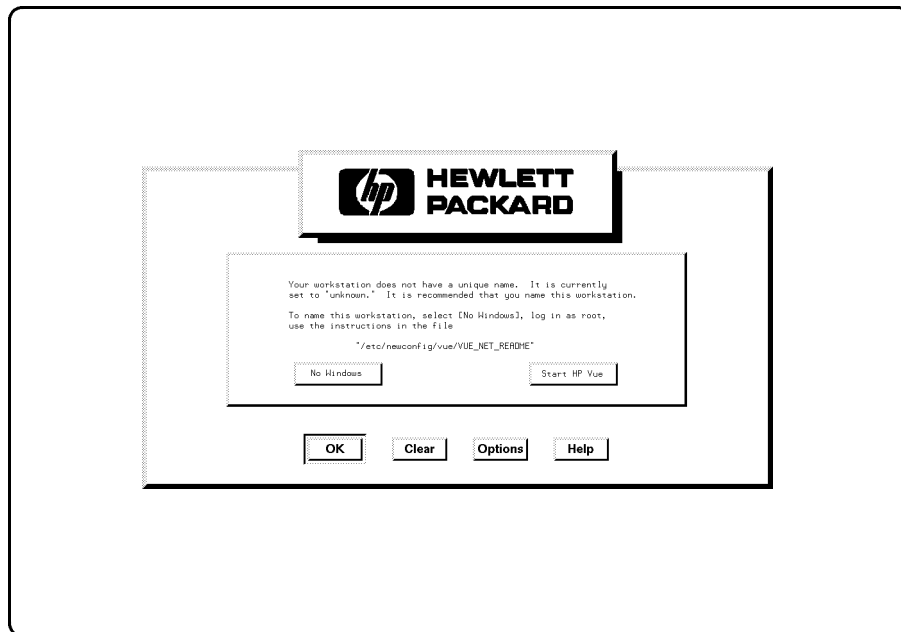 hp HEWLETT
PACKARD
Your workstation does not have a unique name. It is currently
set to "unknown." It is recommended that you name this workstation.
To name this workstation, select [No Windows], log in as root,
use the instructions in the file
"/etc/newconfig/vue/VUE_NET_README"
No Windows Start HP Vue
OK Clear Options Help